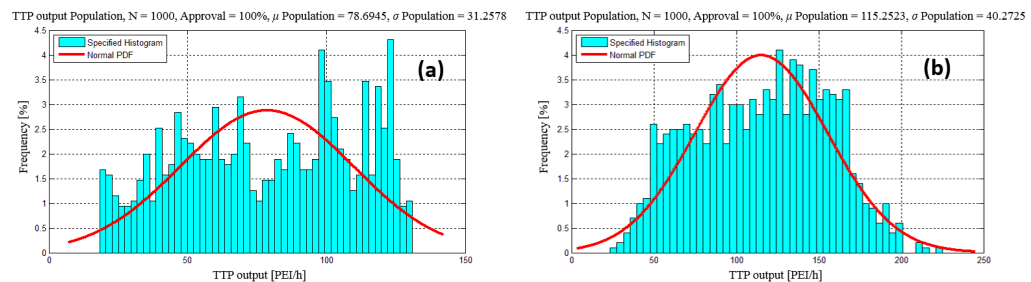 TTP output Population, N = 1000, Approval = 100%, μ Population = 78.6945, σ Population = 31.2578
4.5
4
3.5
3
2.5
2
1.5
1
0.5
0
Frequency [%]
Specified Histogram
Normal PDF
(a)
0 50 100 150
TTP output [PEI/h]
TTP output Population, N = 1000, Approval = 100%, μ Population = 115.2523, σ Population = 40.2725
4.5
4
3.5
3
2.5
2
1.5
1
0.5
0
Frequency [%]
Specified Histogram
Normal PDF
(b)
0 50 100 150 200 250
TTP output [PEI/h]